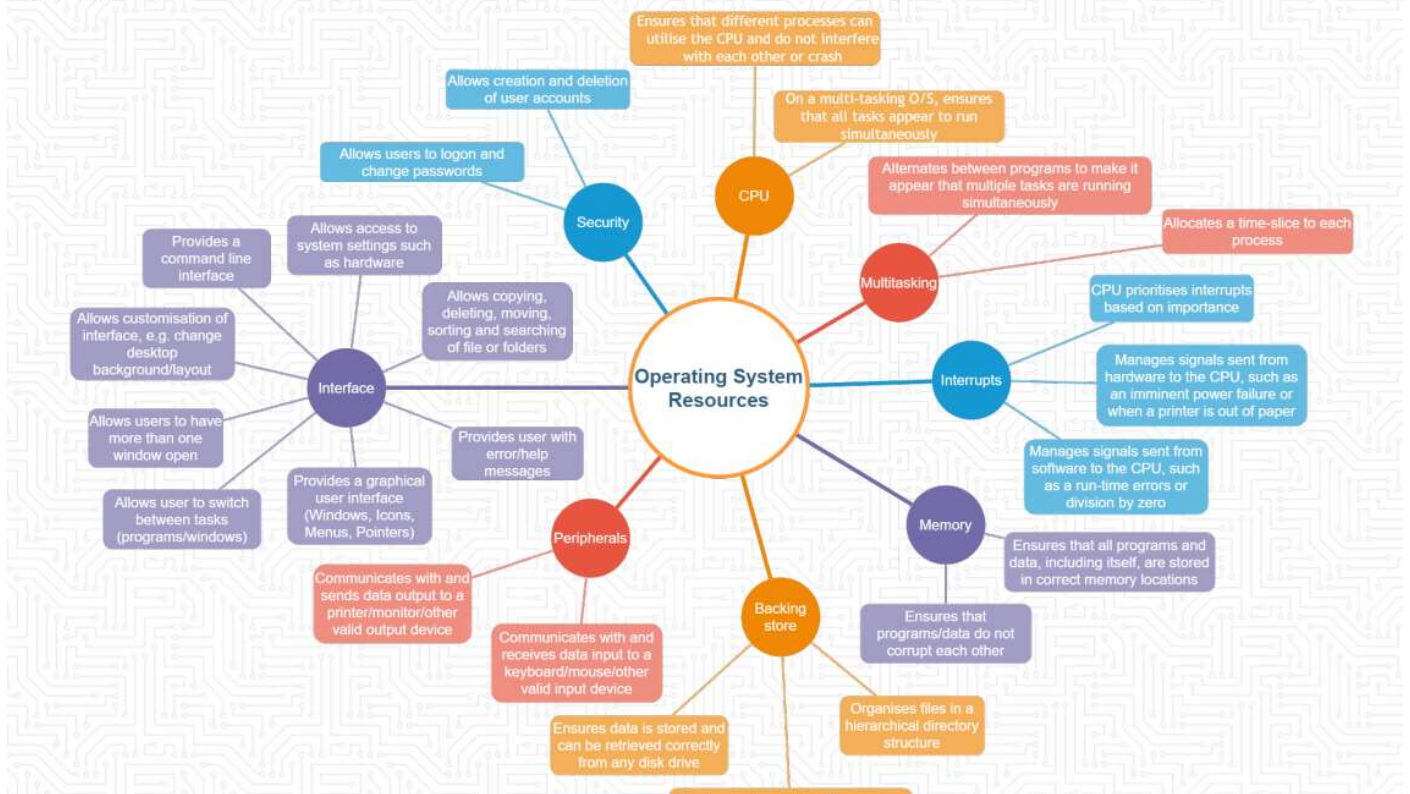 Ensures that different processes can
utilise the CPU and do not interfere
with each other or crash
Allows creation and deletion
of user accounts
On a multi-tasking O/S, ensures
that all tasks appear to run
simultaneously
Allows users to logon and
change passwords
Alternates between programs to make it
appear that multiple tasks are running
simultaneously
CPU
Security
Allocates a time-slice to each
process
Provides a
command line
interface
Allows access to
system settings such
as hardware
Multitasking
CPU prioritises interrupts
based on importance
Allows customisation of
interface, e.g. change
desktop
background/layout
Allows copying,
deleting, moving,
sorting and searching
of file or folders
Operating System
Resources
Interface
Interrupts
Manages signals sent from
hardware to the CPU, such as
an imminent power failure or
when a printer is out of paper
Allows users to have
more than one
window open
Provides user with
error/help
messages
Manages signals sent from
software to the CPU, such
as a run-time errors or
division by zero
Allows user to switch
between tasks
(programs/windows)
Provides a graphical
user interface
(Windows, Icons,
Menus, Pointers)
Peripherals
Memory
Ensures that all programs and
data, including itself, are stored
in correct memory locations
Communicates with and
sends data output to a
printer/monitor/other
valid output device
Backing
store
Ensures that
programs/data do not
corrupt each other
Communicates with and
receives data input to a
keyboard/mouse/other
valid input device
Organises files in a
hierarchical directory
structure
Ensures data is stored and
can be retrieved correctly
from any disk drive